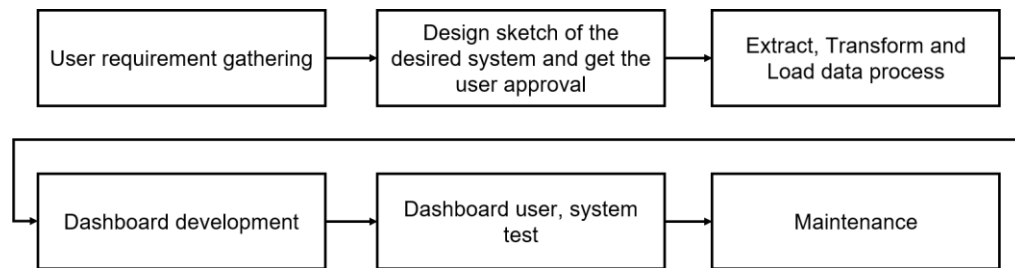 User requirement gathering
Design sketch of the
desired system and get the
user approval
Extract, Transform and
Load data process
Dashboard development
Dashboard user, system
test
Maintenance